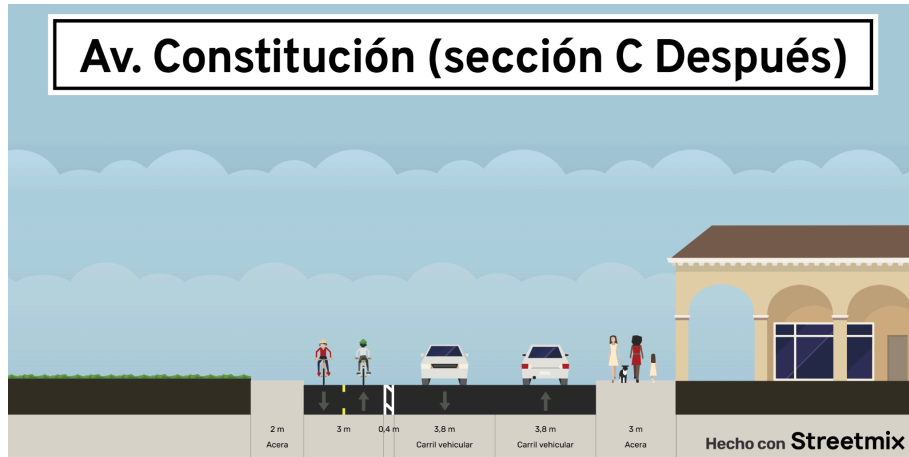 Av. Constitución (sección C Después)
2 m
Acera
3 m
0,4 m
3,8 m
Carril vehicular
3,8 m
Carril vehicular
3 m
Acera
Hecho con Streetmix